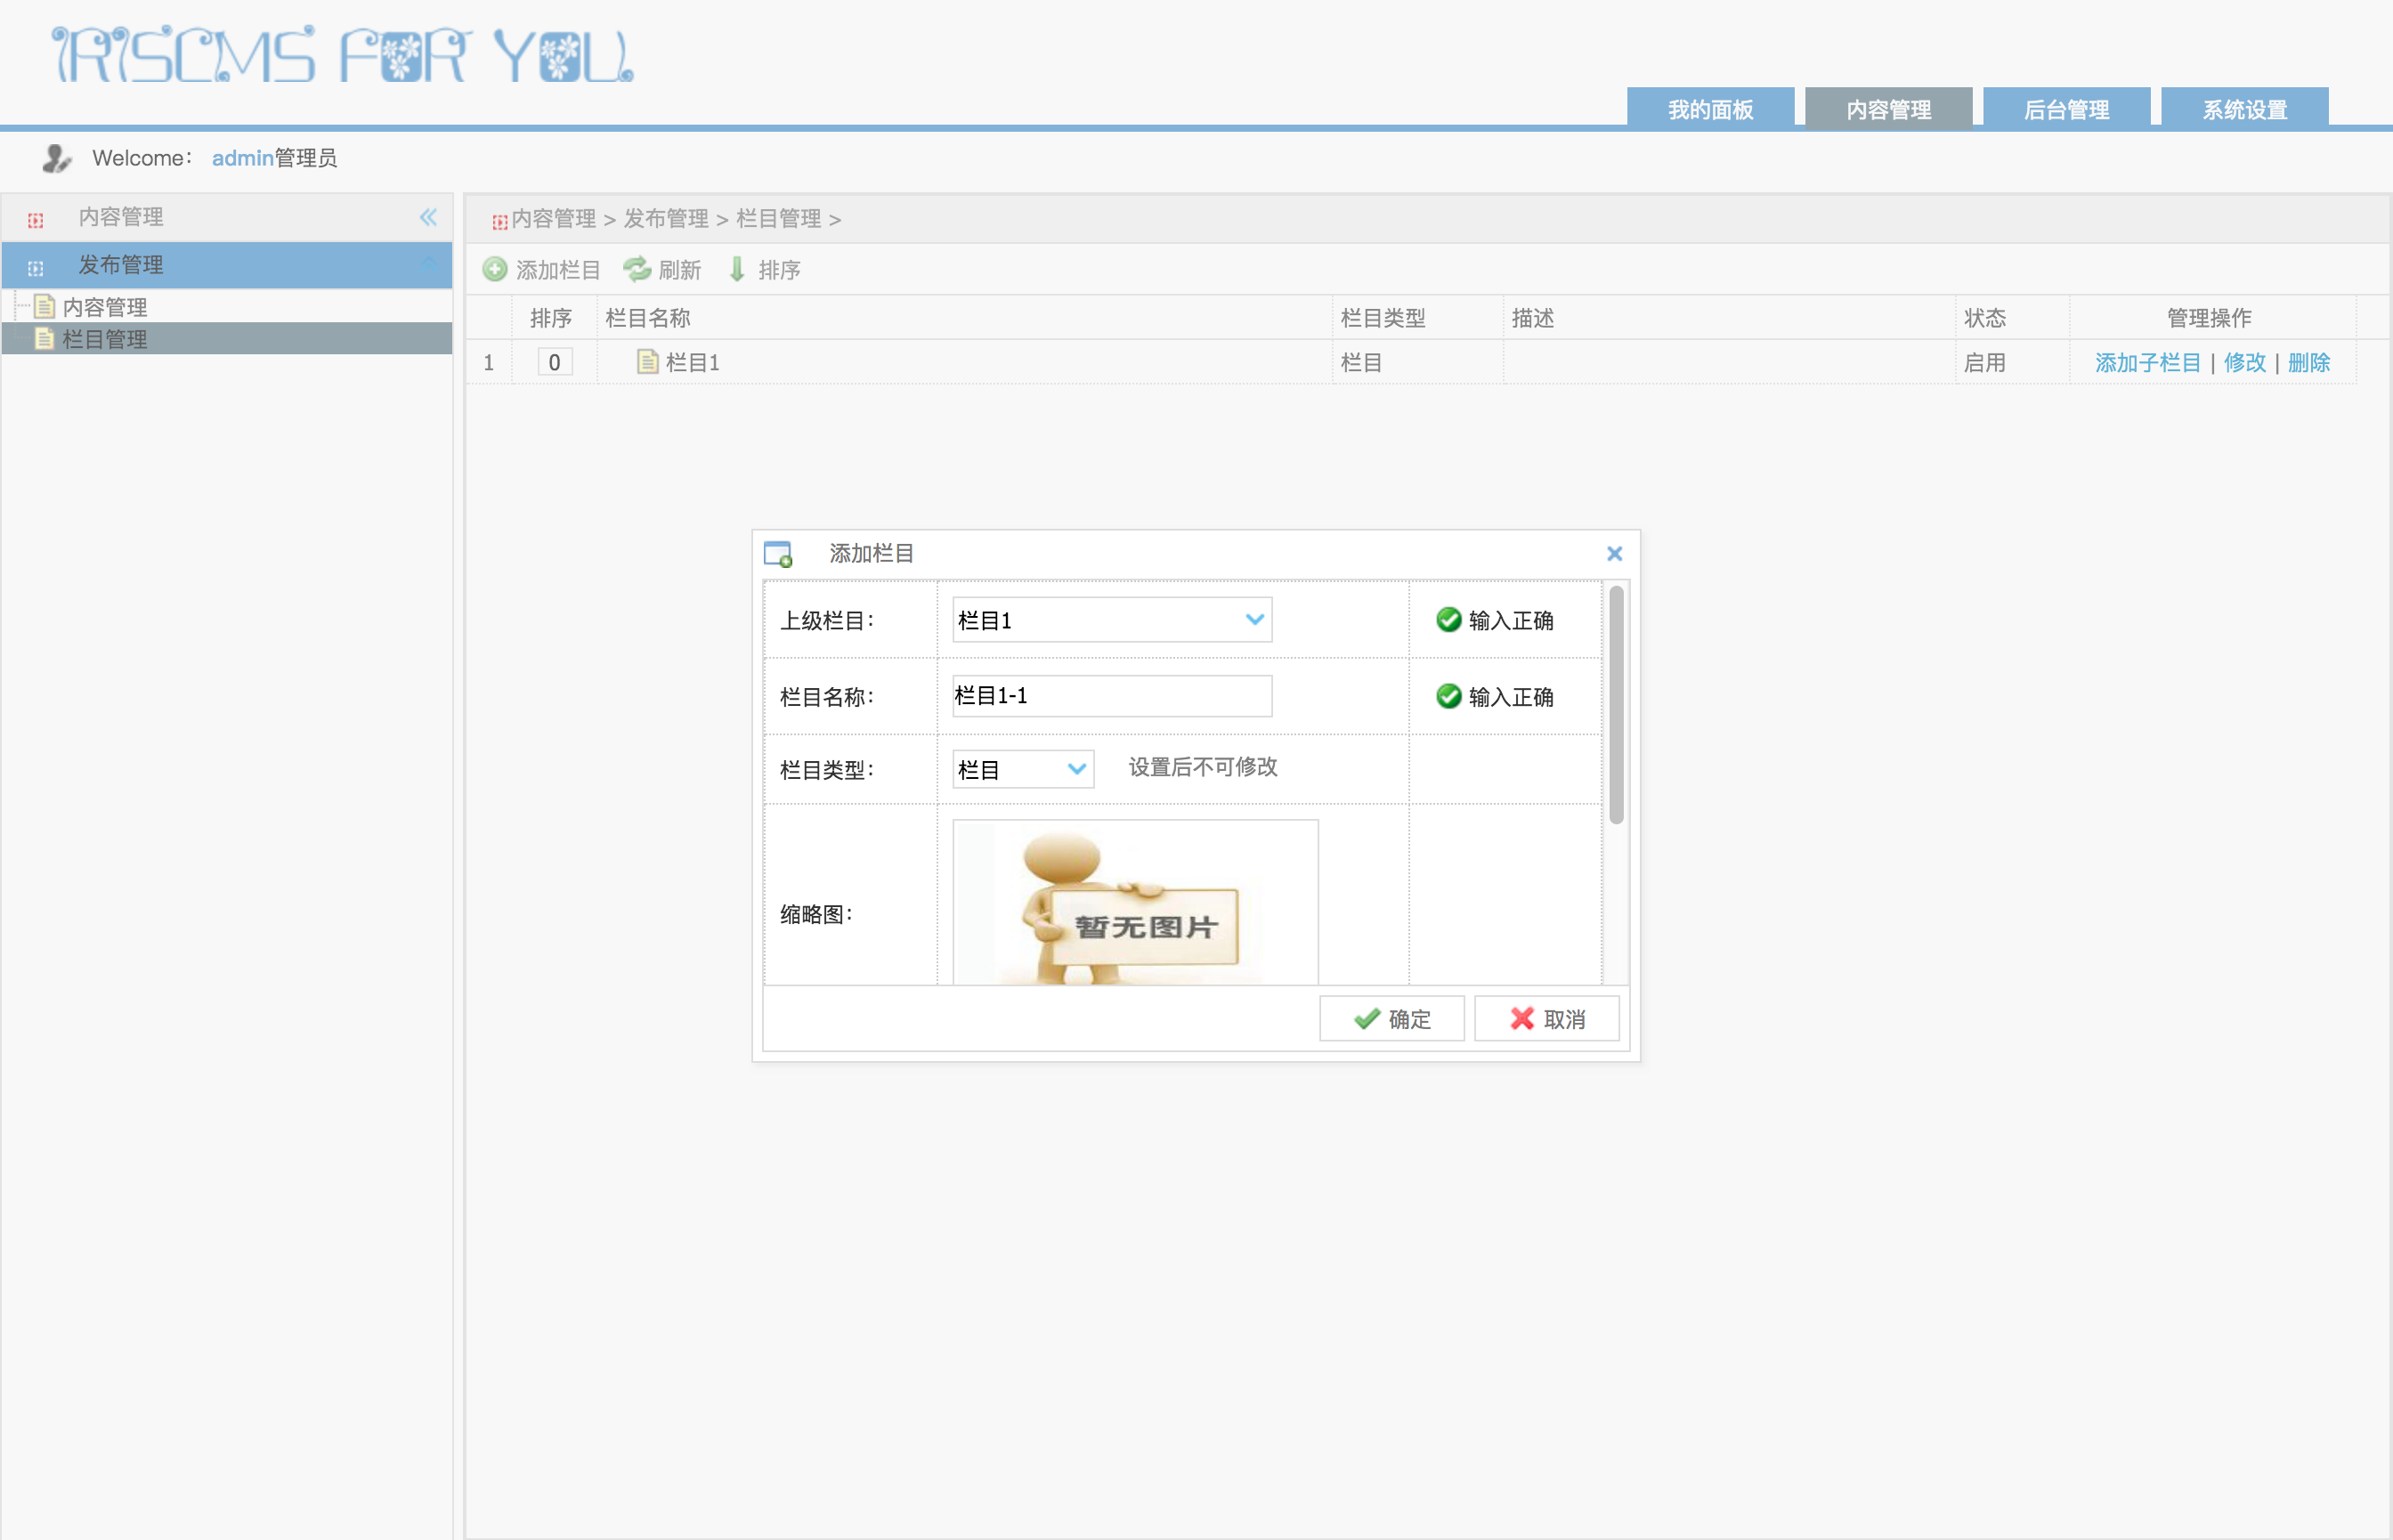 IRISCMS FOR YOU
我的面板 内容管理 后台管理 系统设置
Welcome： admin管理员
内容管理
发布管理
内容管理
栏目管理
内容管理 > 发布管理 > 栏目管理 >
添加栏目 刷新 排序
排序 栏目名称 栏目类型 描述 状态 管理操作
1 0 栏目1 栏目 启用 添加子栏目 | 修改 | 删除
添加栏目
上级栏目： 栏目1 输入正确
栏目名称： 栏目1-1 输入正确
栏目类型： 栏目 设置后不可修改
缩略图： 暂无图片
确定 取消